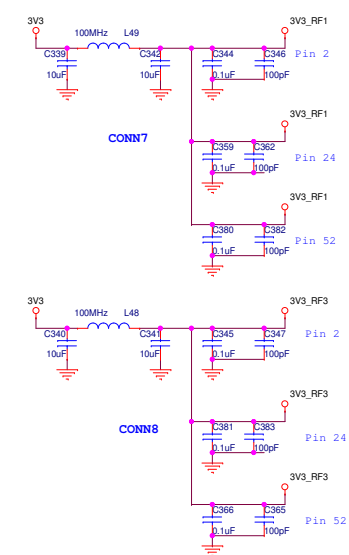 3V3 100MHz L49 3V3_RF1
C339 C342 C344 C346 Pin 2
10uF 10uF 0.1uF 100pF
3V3_RF1
CONN7 C359 C362 Pin 24
0.1uF 100pF
3V3_RF1
C380 C382 Pin 52
0.1uF 100pF
3V3 100MHz L48 3V3_RF3
C340 C341 C345 C347 Pin 2
10uF 10uF 0.1uF 100pF
3V3_RF3
CONN8 C381 C383 Pin 24
0.1uF 100pF
3V3_RF3
C366 C365 Pin 52
0.1uF 100pF